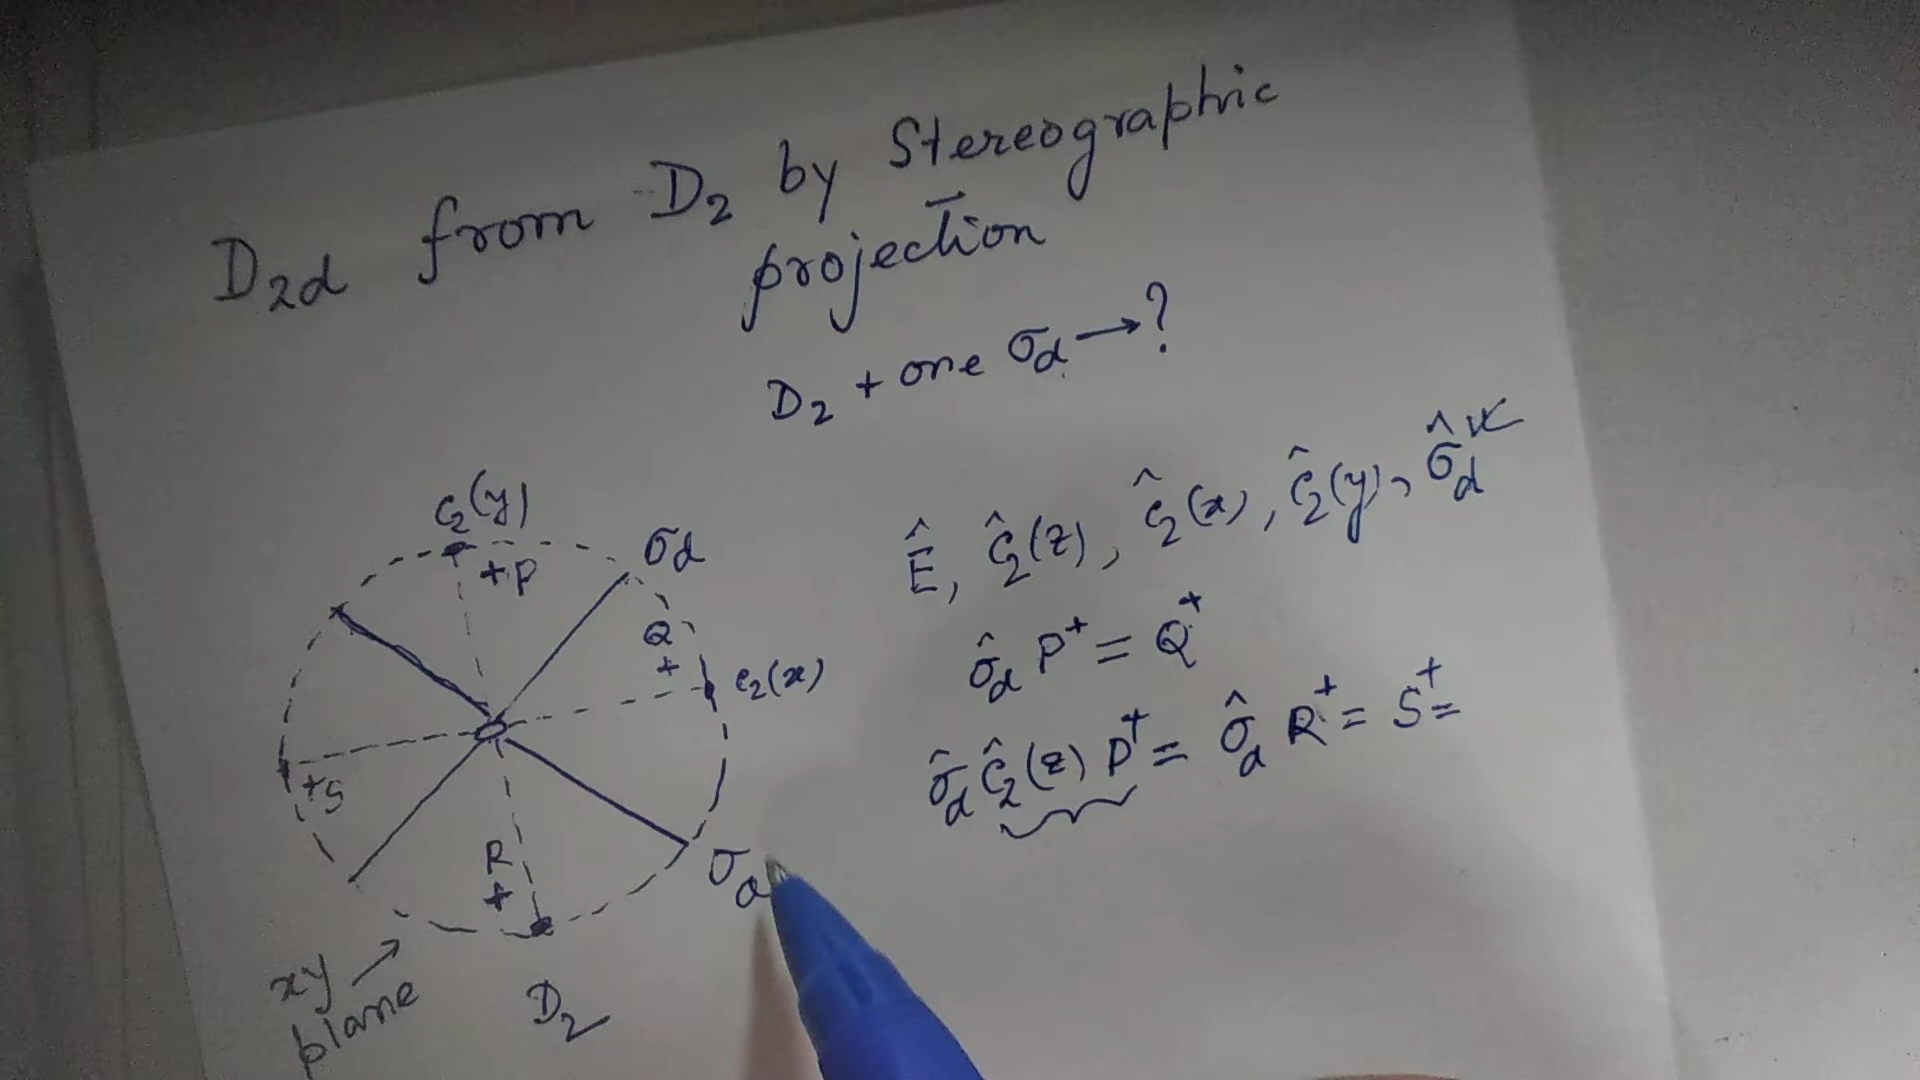 D₂d from D₂ by Stereographic
projection
D₂ + one σd → ?
C₂(y)
+P
σd
Ê, Ĉ₂(z), Ĉ₂(x), Ĉ₂(y), σ̂d
Q
+
C₂(x)
σ̂d P⁺ = Q⁺
σ̂d Ĉ₂(z) P⁺ = σ̂d R⁺ = S⁺ =
+S
R
+
σd
xy
plane
D₂